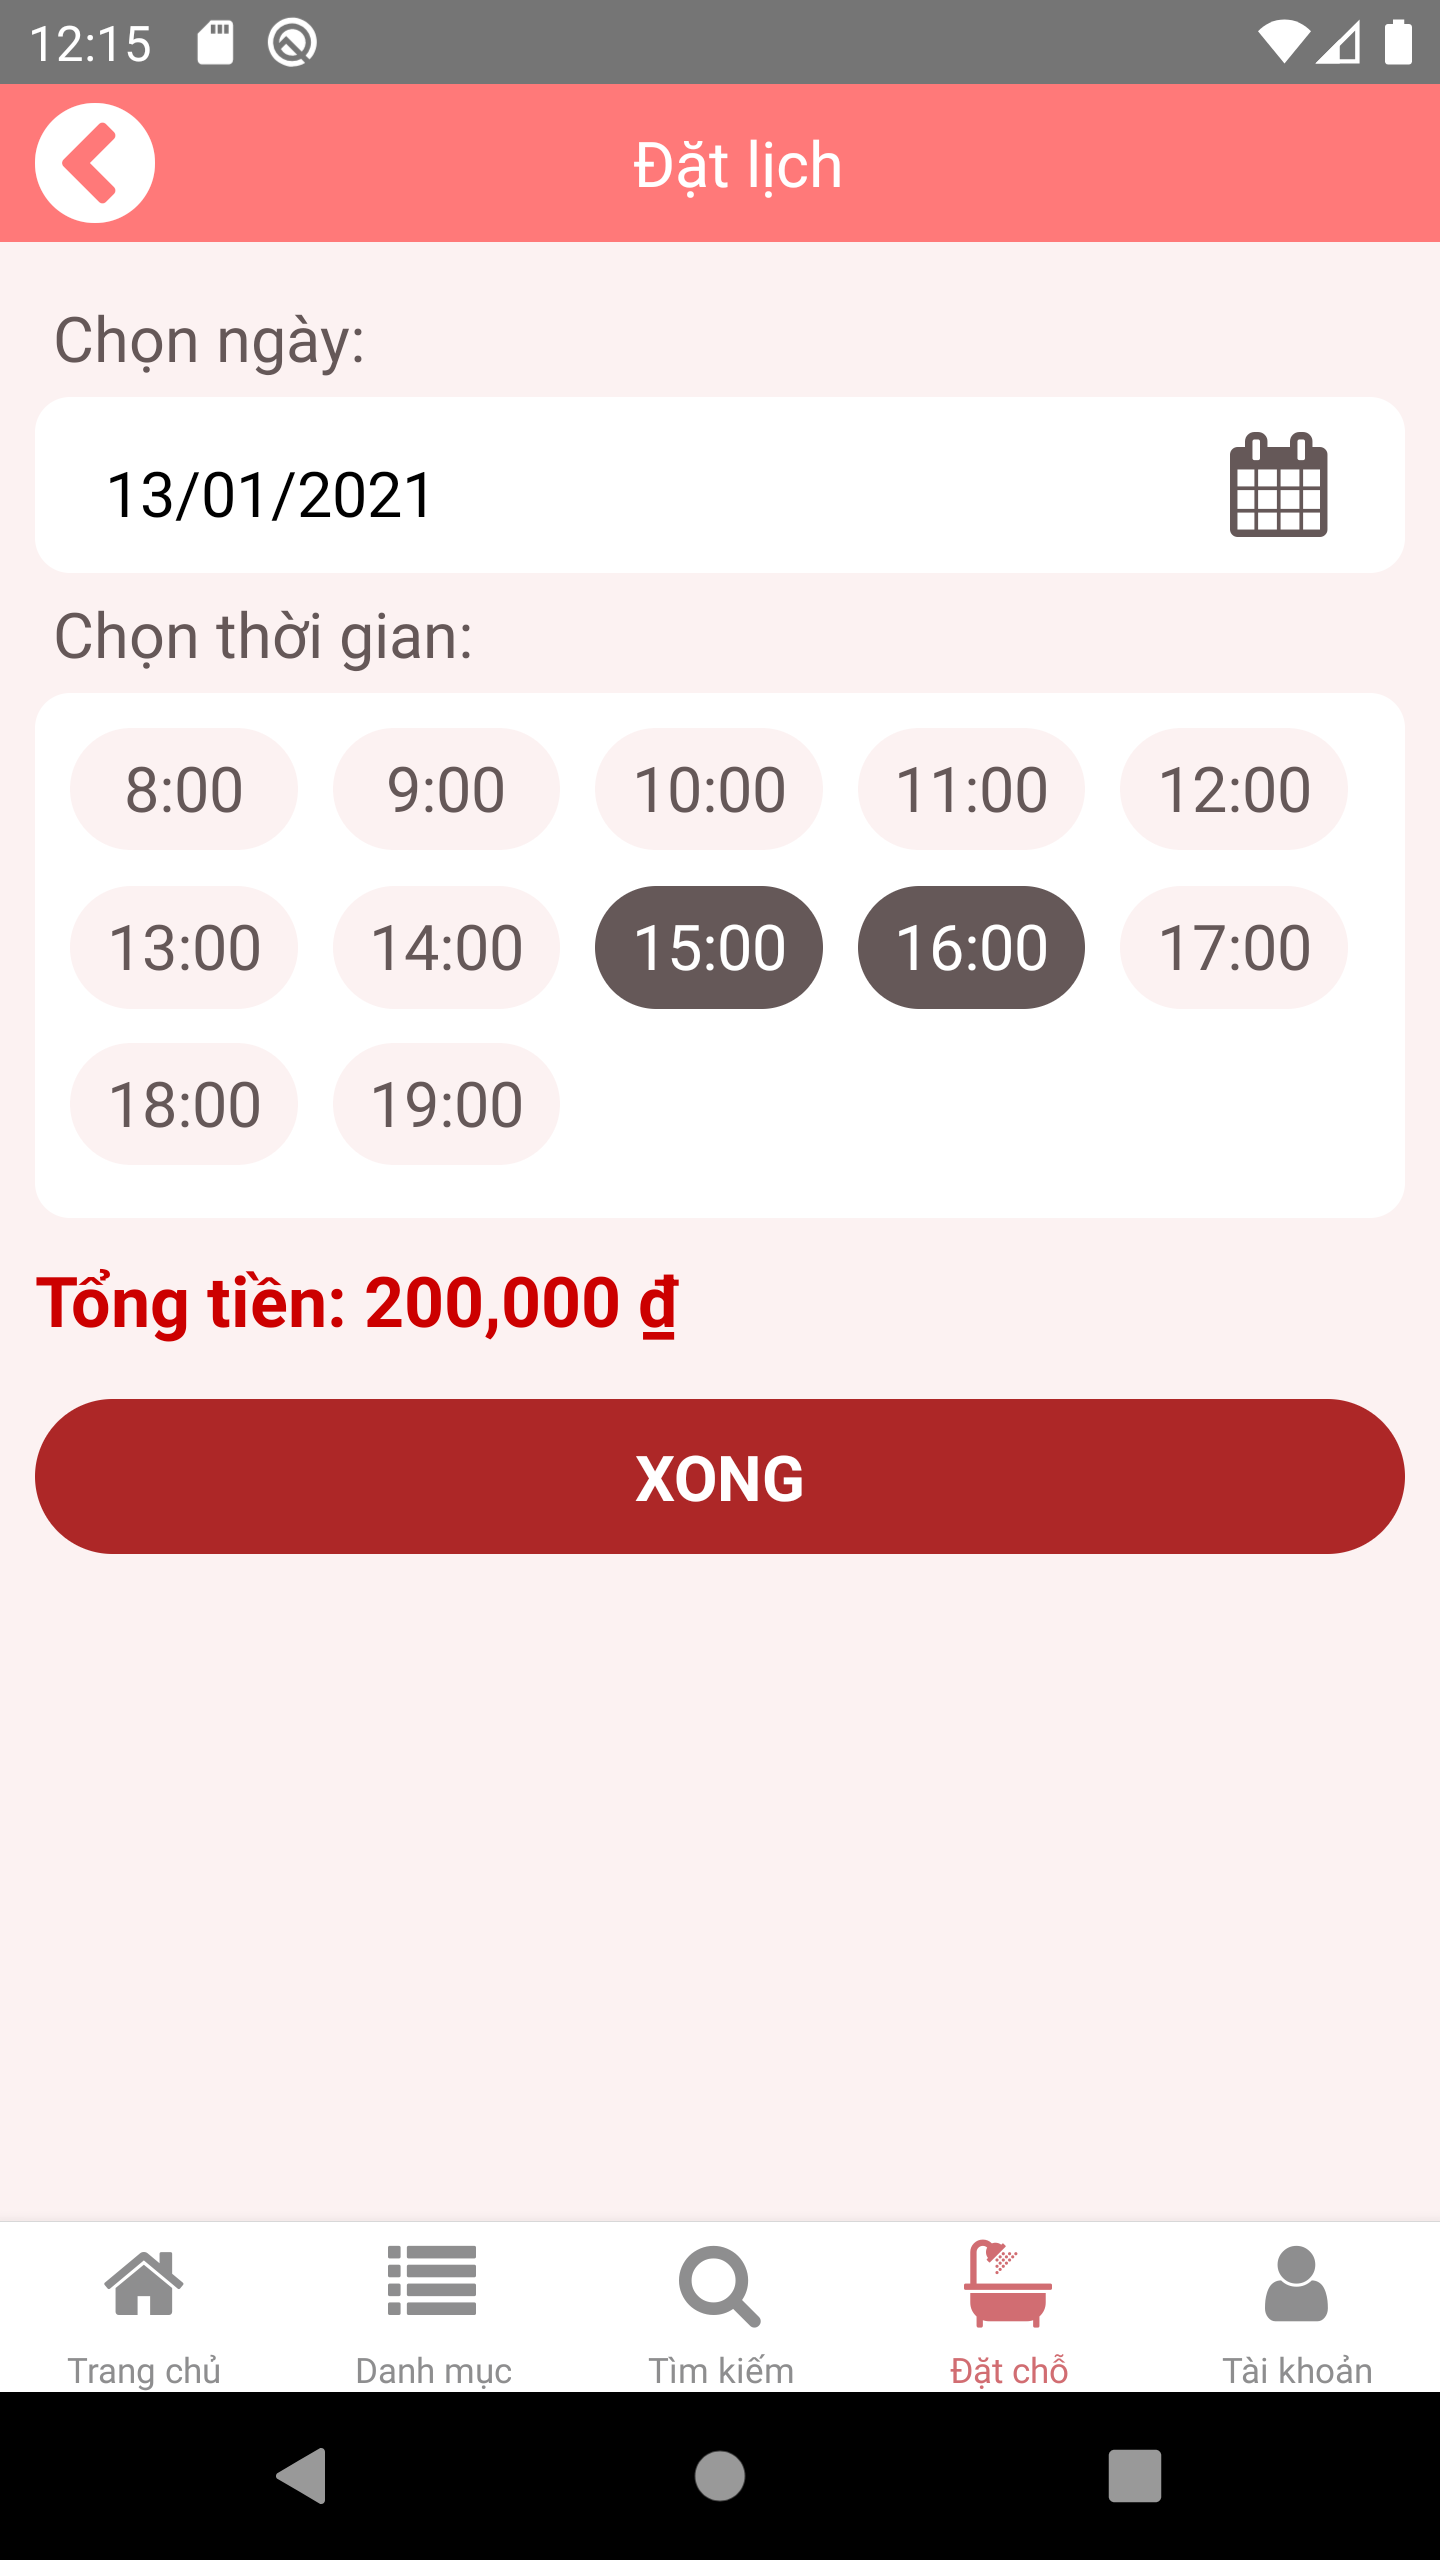 12:15
Đặt lịch
Chọn ngày:
13/01/2021
Chọn thời gian:
8:00 9:00 10:00 11:00 12:00
13:00 14:00 15:00 16:00 17:00
18:00 19:00
Tổng tiền: 200,000 ₫
XONG
Trang chủ Danh mục Tìm kiếm Đặt chỗ Tài khoản